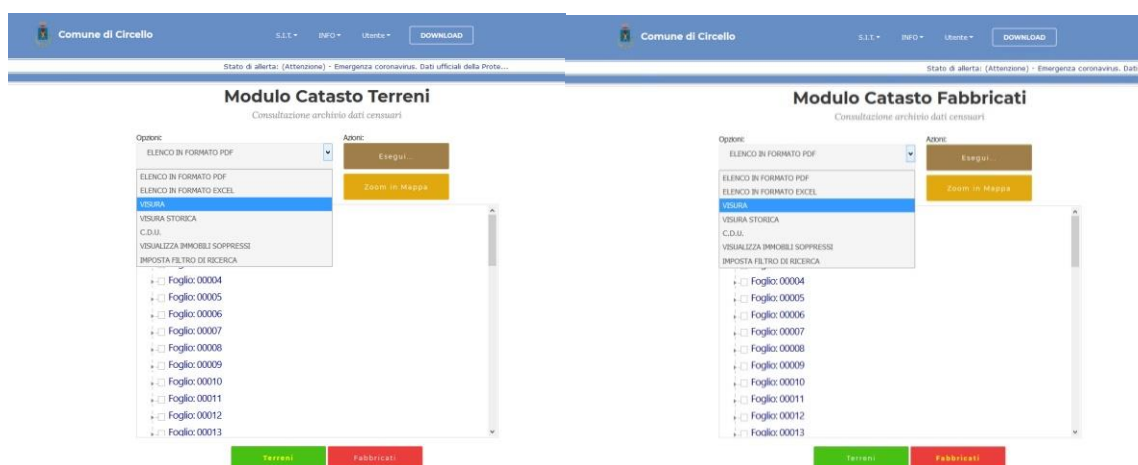 Comune di Circello
S.I.T. INFO Utente DOWNLOAD
Stato di allerta: (Attenzione) - Emergenza coronavirus. Dati ufficiali della Prote...
Modulo Catasto Terreni
Consultazione archivio dati censuari
Opzioni: Azioni:
ELENCO IN FORMATO PDF Esegui...
Zoom in Mappa
ELENCO IN FORMATO PDF
ELENCO IN FORMATO EXCEL
VISURA
VISURA STORICA
C.D.U.
VISUALIZZA IMMOBILI SOPPRESSI
IMPOSTA FILTRO DI RICERCA
Foglio: 00004
Foglio: 00005
Foglio: 00006
Foglio: 00007
Foglio: 00008
Foglio: 00009
Foglio: 00010
Foglio: 00011
Foglio: 00012
Foglio: 00013
Terreni Fabbricati
Comune di Circello
S.I.T. INFO Utente DOWNLOAD
Stato di allerta: (Attenzione) - Emergenza coronavirus. Dati
Modulo Catasto Fabbricati
Consultazione archivio dati censuari
Opzioni: Azioni:
ELENCO IN FORMATO PDF Esegui...
Zoom in Mappa
ELENCO IN FORMATO PDF
ELENCO IN FORMATO EXCEL
VISURA
VISURA STORICA
C.D.U.
VISUALIZZA IMMOBILI SOPPRESSI
IMPOSTA FILTRO DI RICERCA
Foglio: 00004
Foglio: 00005
Foglio: 00006
Foglio: 00007
Foglio: 00008
Foglio: 00009
Foglio: 00010
Foglio: 00011
Foglio: 00012
Foglio: 00013
Terreni Fabbricati